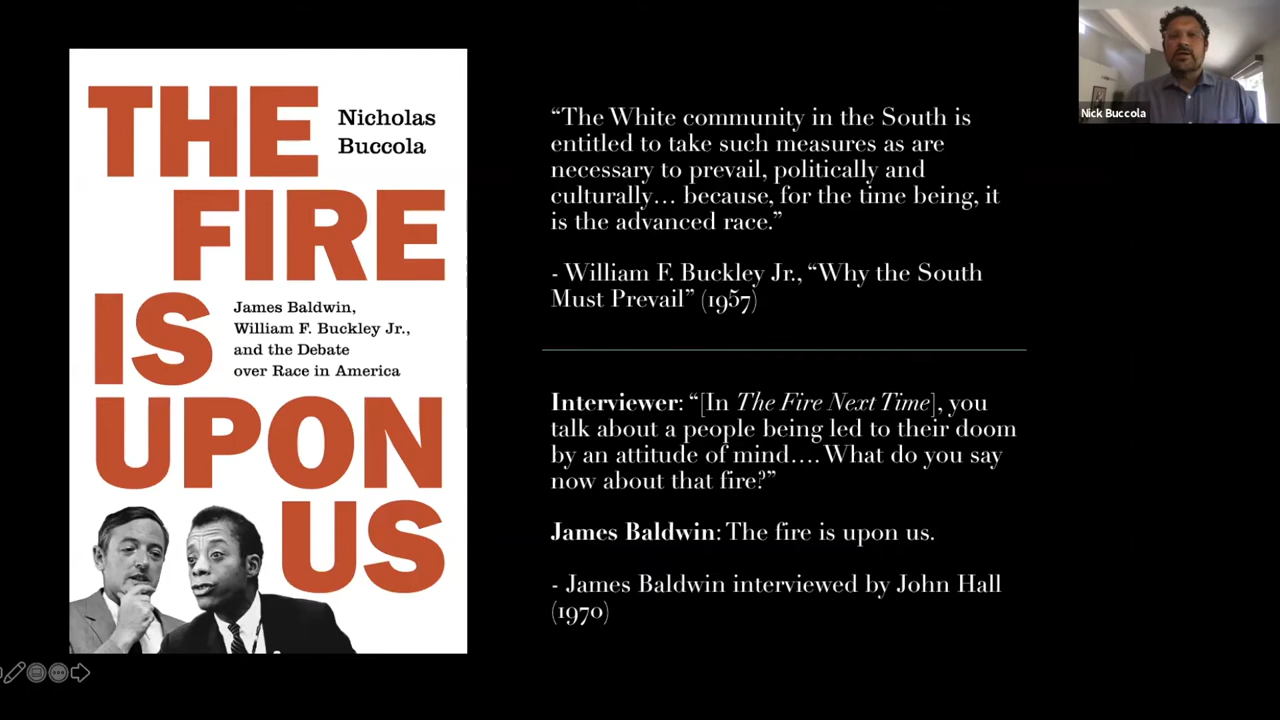 THE
Nicholas
Buccola
FIRE
IS
James Baldwin,
William F. Buckley Jr.,
and the Debate
over Race in America
UPON
US
“The White community in the South is
entitled to take such measures as are
necessary to prevail, politically and
culturally… because, for the time being, it
is the advanced race.”
- William F. Buckley Jr., “Why the South
Must Prevail” (1957)
Interviewer: “[In The Fire Next Time], you
talk about a people being led to their doom
by an attitude of mind…. What do you say
now about that fire?”
James Baldwin: The fire is upon us.
- James Baldwin interviewed by John Hall
(1970)
Nick Buccola